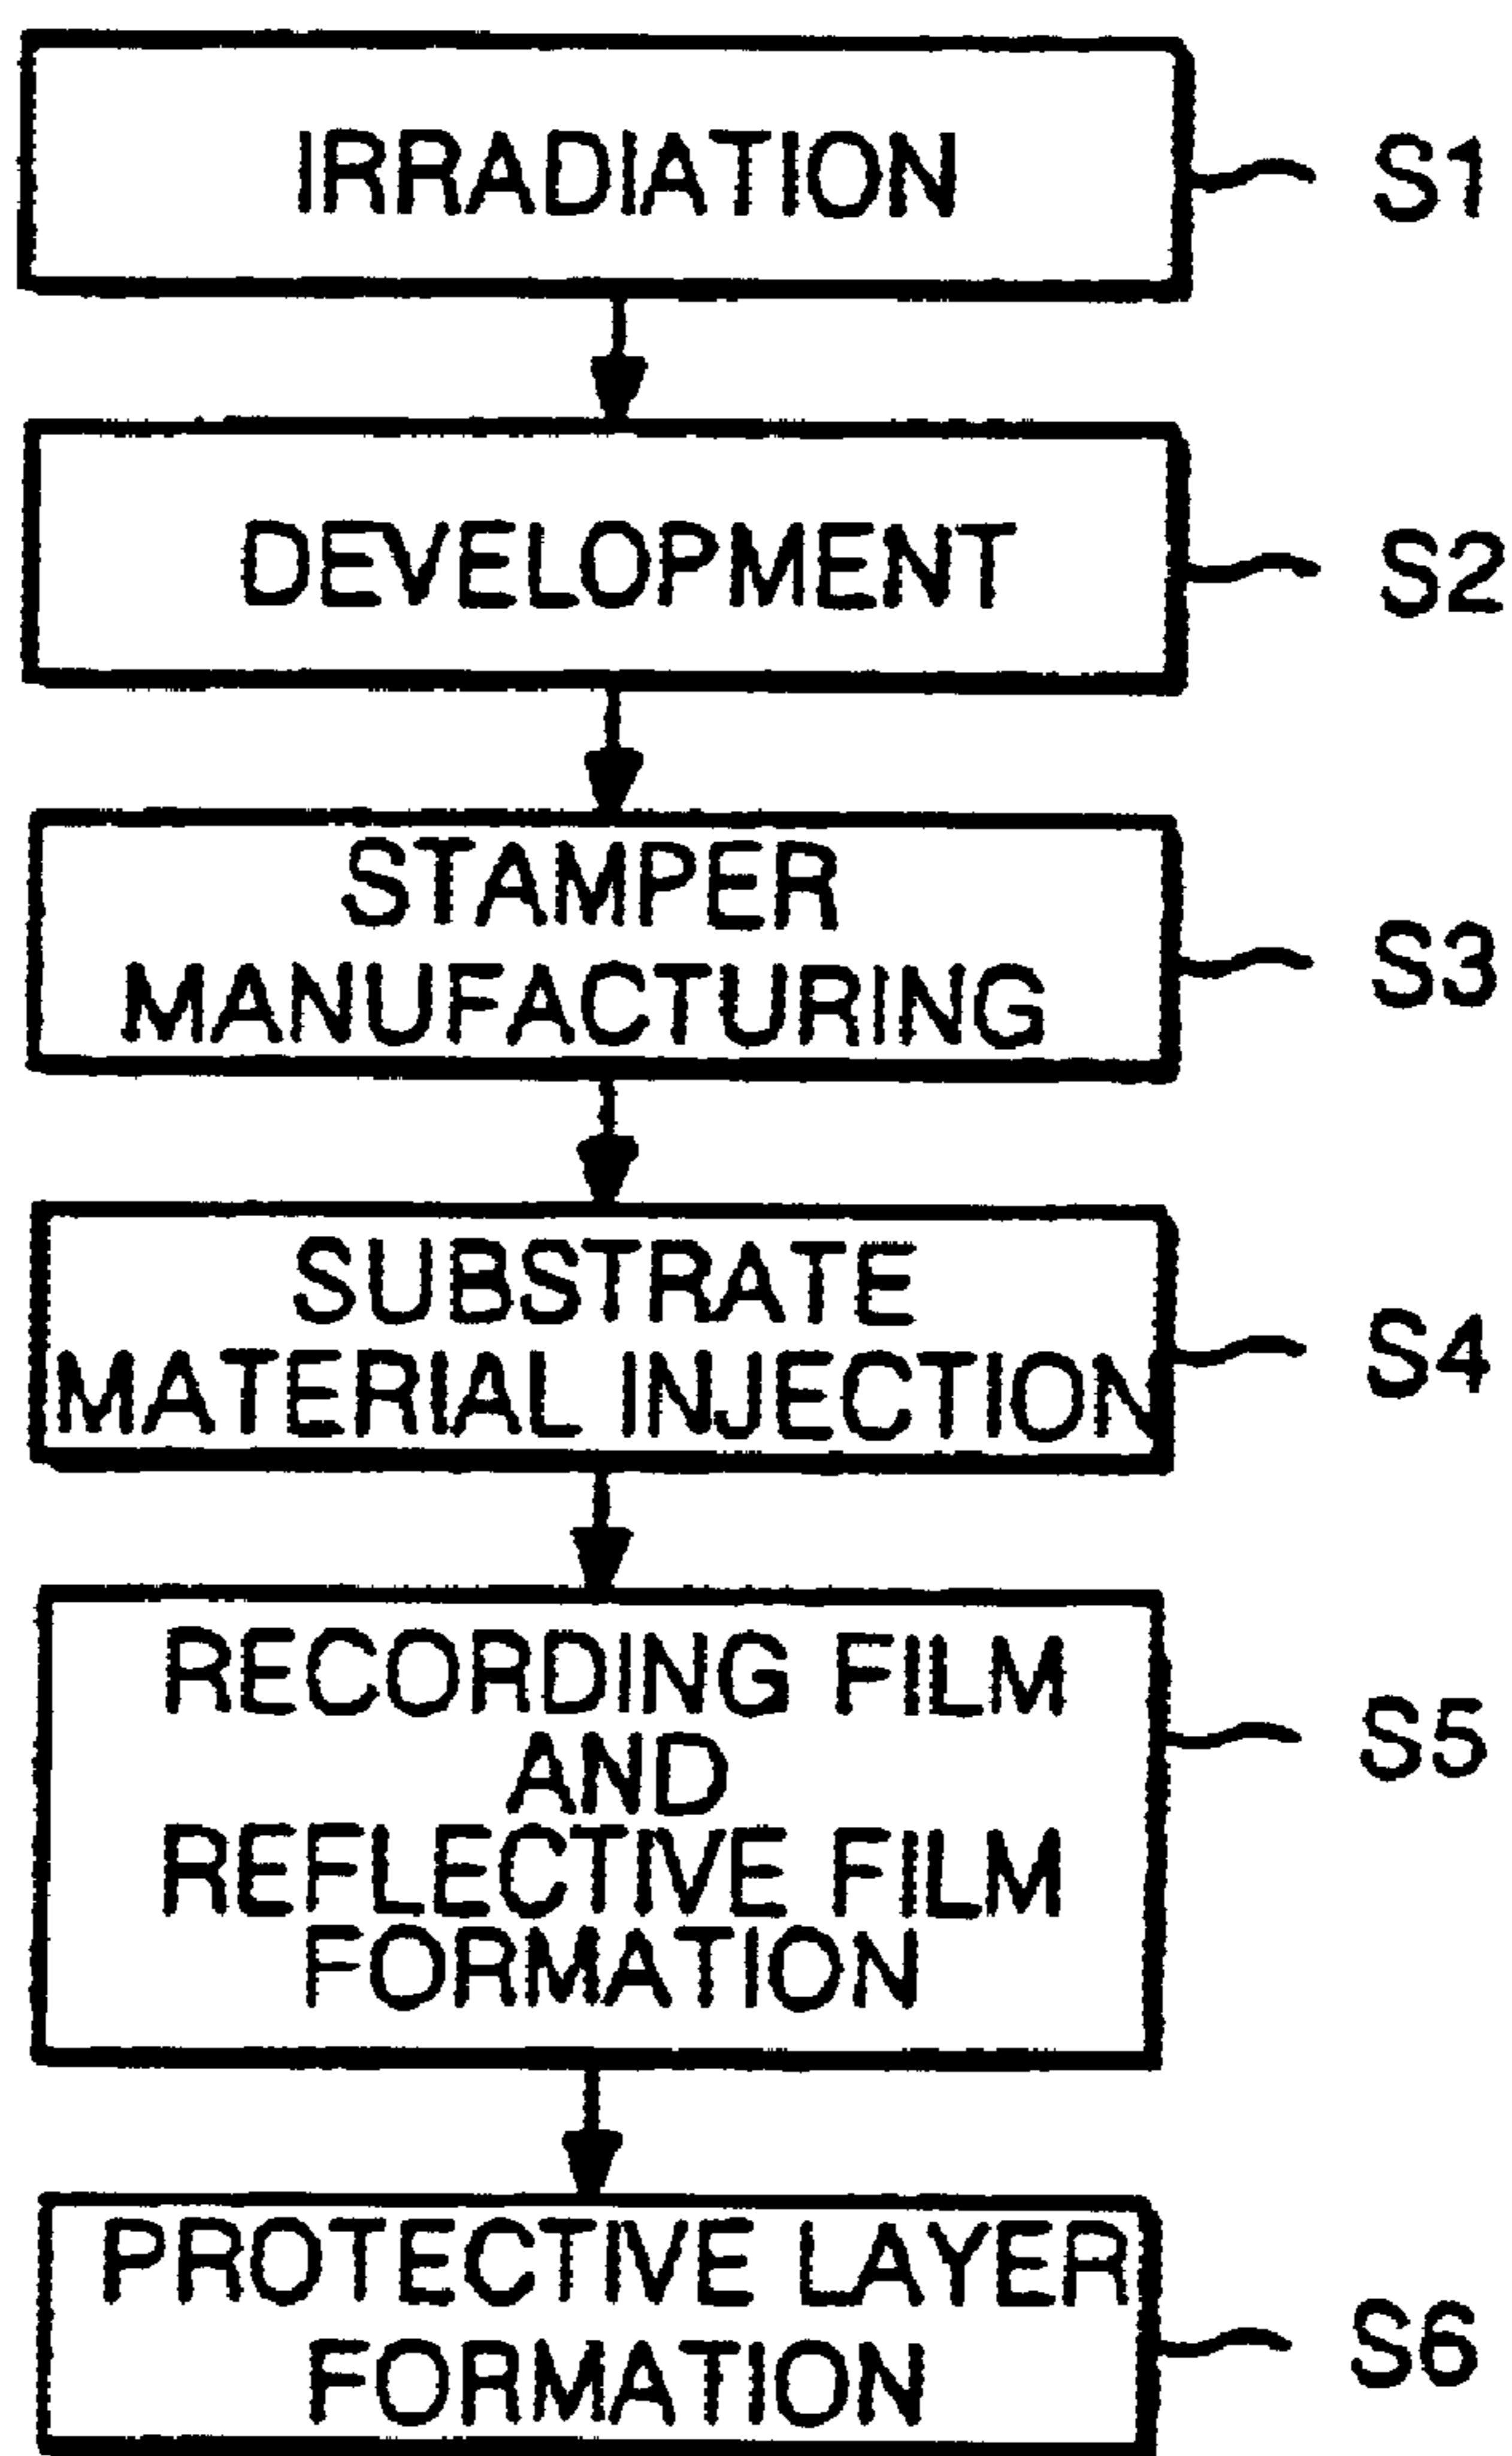 IRRADIATION
S1
DEVELOPMENT
S2
STAMPER
MANUFACTURING
S3
SUBSTRATE
MATERIAL INJECTION
S4
RECORDING FILM
AND
REFLECTIVE FILM
FORMATION
S5
PROTECTIVE LAYER
FORMATION
S6